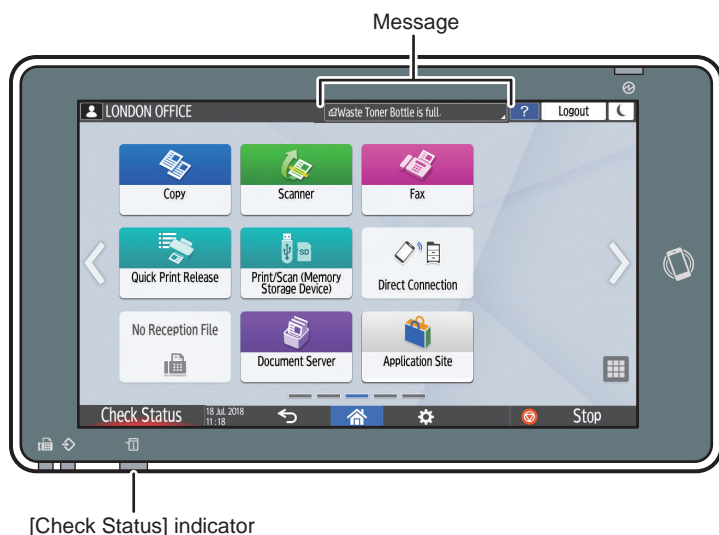 Message
LONDON OFFICE
Waste Toner Bottle is full.
?
Logout
Copy
Scanner
Fax
Quick Print Release
SD
Print/Scan (Memory
Storage Device)
Direct Connection
No Reception File
Document Server
Application Site
Check Status
18 Jul. 2018
11:18
Stop
[Check Status] indicator